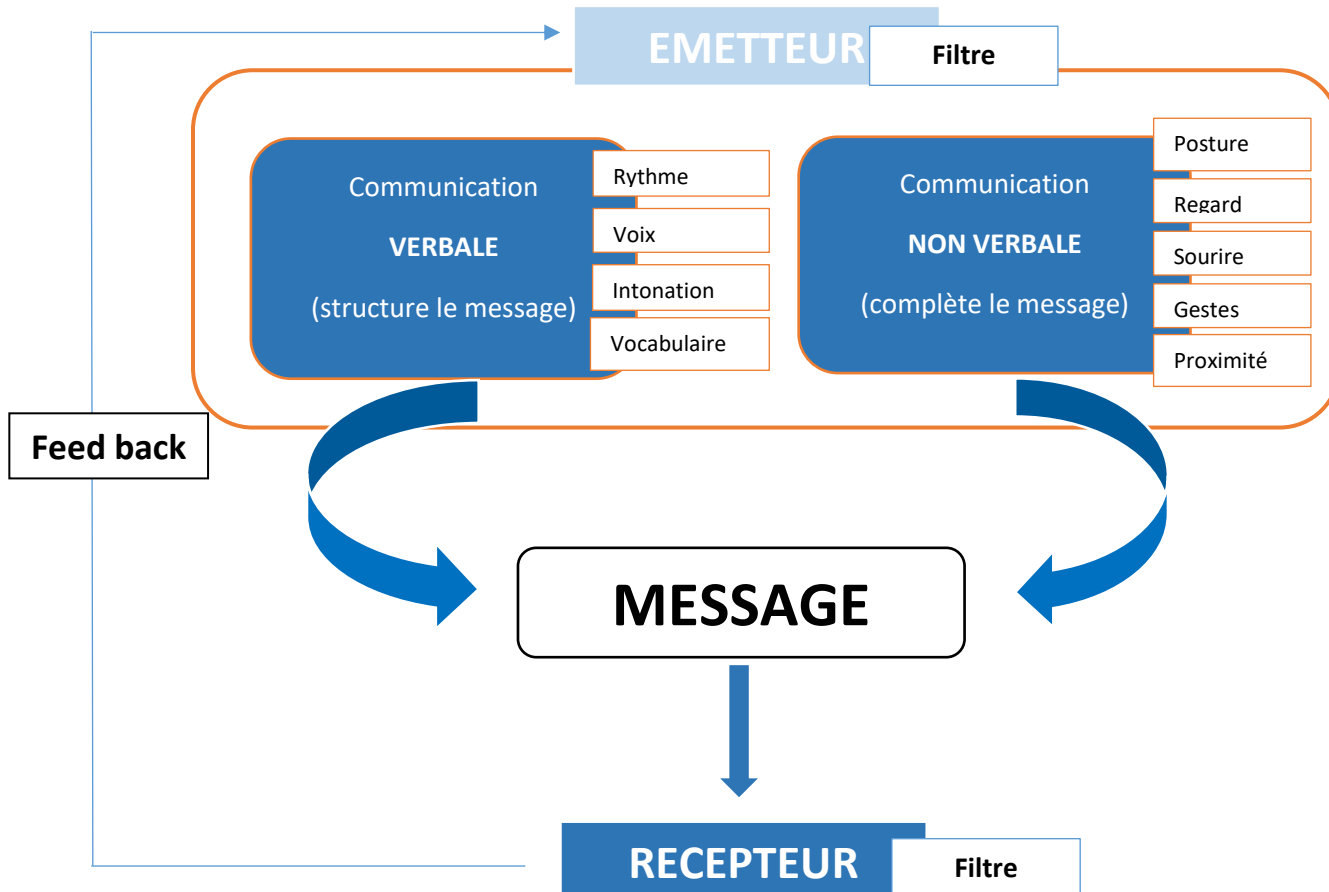 EMETTEUR
Filtre
Communication
VERBALE
(structure le message)
Rythme
Voix
Intonation
Vocabulaire
Communication
NON VERBALE
(complète le message)
Posture
Regard
Sourire
Gestes
Proximité
Feed back
MESSAGE
RECEPTEUR
Filtre